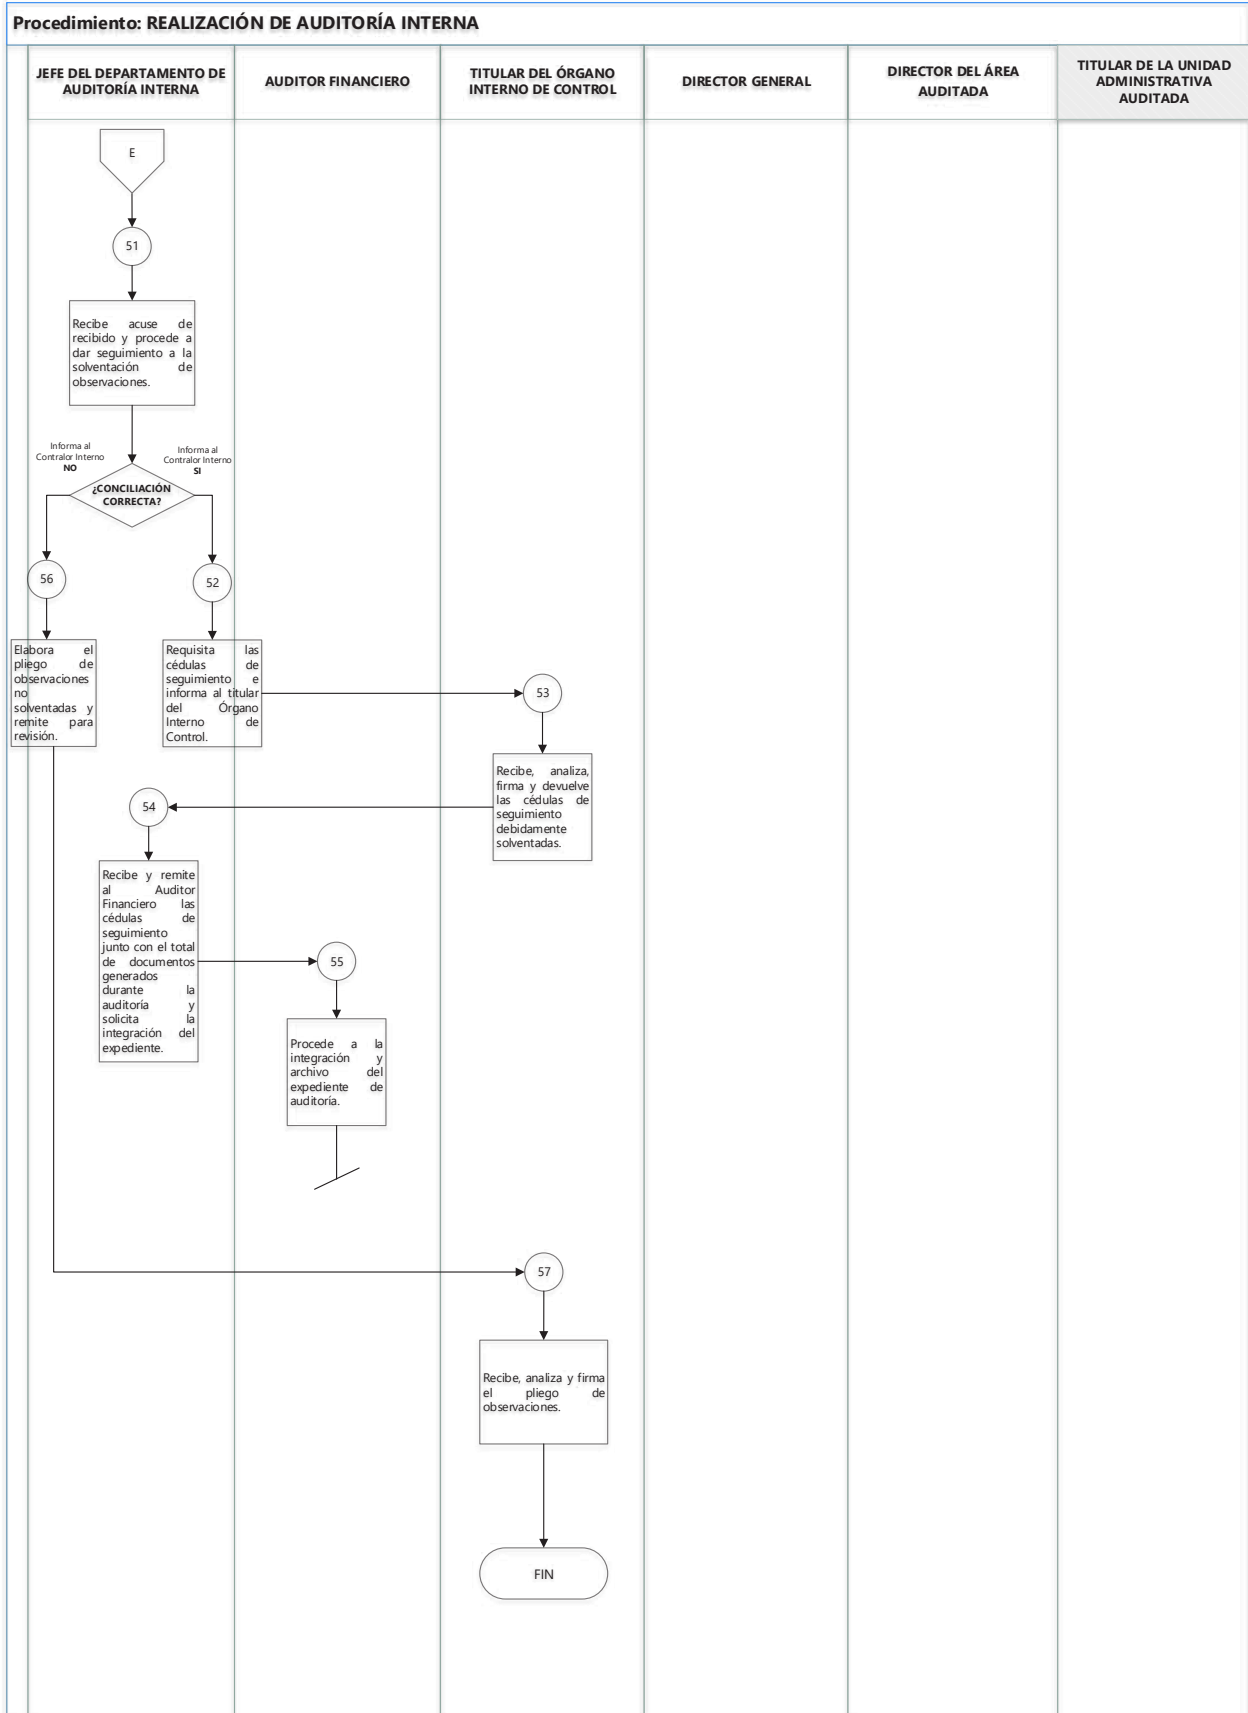 Procedimiento: REALIZACIÓN DE AUDITORÍA INTERNA
JEFE DEL DEPARTAMENTO DE
AUDITORÍA INTERNA
AUDITOR FINANCIERO
TITULAR DEL ÓRGANO
INTERNO DE CONTROL
DIRECTOR GENERAL
DIRECTOR DEL ÁREA
AUDITADA
TITULAR DE LA UNIDAD
ADMINISTRATIVA
AUDITADA
E
51
Recibe acuse de
recibido y procede a
dar seguimiento a la
solventación de
observaciones.
Informa al
Contralor Interno
NO
Informa al
Contralor Interno
SI
¿CONCILIACIÓN
CORRECTA?
56
52
Elabora el
pliego de
observaciones
no
solventadas y
remite para
revisión.
Requisita las
cédulas de
seguimiento e
informa al titular
del Órgano
Interno de
Control.
53
Recibe, analiza,
firma y devuelve
las cédulas de
seguimiento
debidamente
solventadas.
54
Recibe y remite
al Auditor
Financiero las
cédulas de
seguimiento
junto con el total
de documentos
generados
durante la
auditoría y
solicita la
integración del
expediente.
55
Procede a la
integración y
archivo del
expediente de
auditoría.
57
Recibe, analiza y firma
el pliego de
observaciones.
FIN